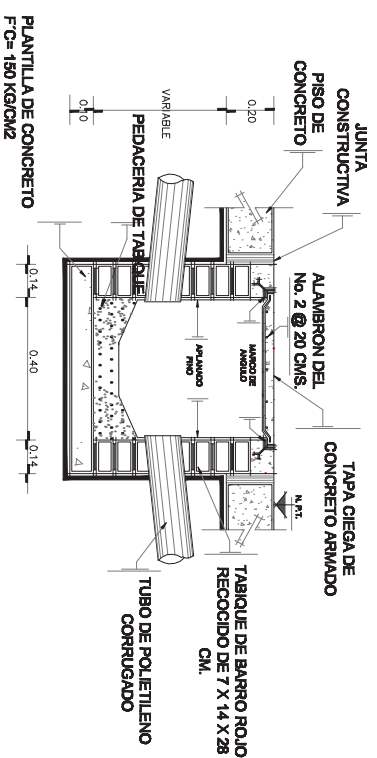 JUNTA
CONSTRUCTIVA
PISO DE
CONCRETO
0.20
VARIABLE
0.10
PLANTILLA DE CONCRETO
F'C= 150 KG/CM2
PEDACERIA DE TABIQUE
ALAMBRON DEL
No. 2 @ 20 CMS.
MARCO DE
ANGULO
APLANADO
FINO
TAPA CIEGA DE
CONCRETO ARMADO
N.P.T.
TABIQUE DE BARRO ROJO
RECOCIDO DE 7 X 14 X 28
CM.
TUBO DE POLIETILENO
CORRUGADO
0.14
0.40
0.14